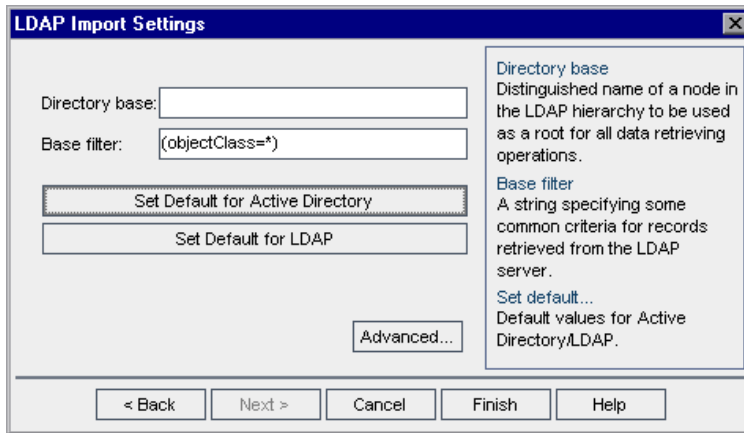 LDAP Import Settings
Directory base:
Base filter: (objectClass=*)
Set Default for Active Directory
Set Default for LDAP
Advanced...
Directory base
Distinguished name of a node in
the LDAP hierarchy to be used
as a root for all data retrieving
operations.
Base filter
A string specifying some
common criteria for records
retrieved from the LDAP
server.
Set default...
Default values for Active
Directory/LDAP.
< Back Next > Cancel Finish Help